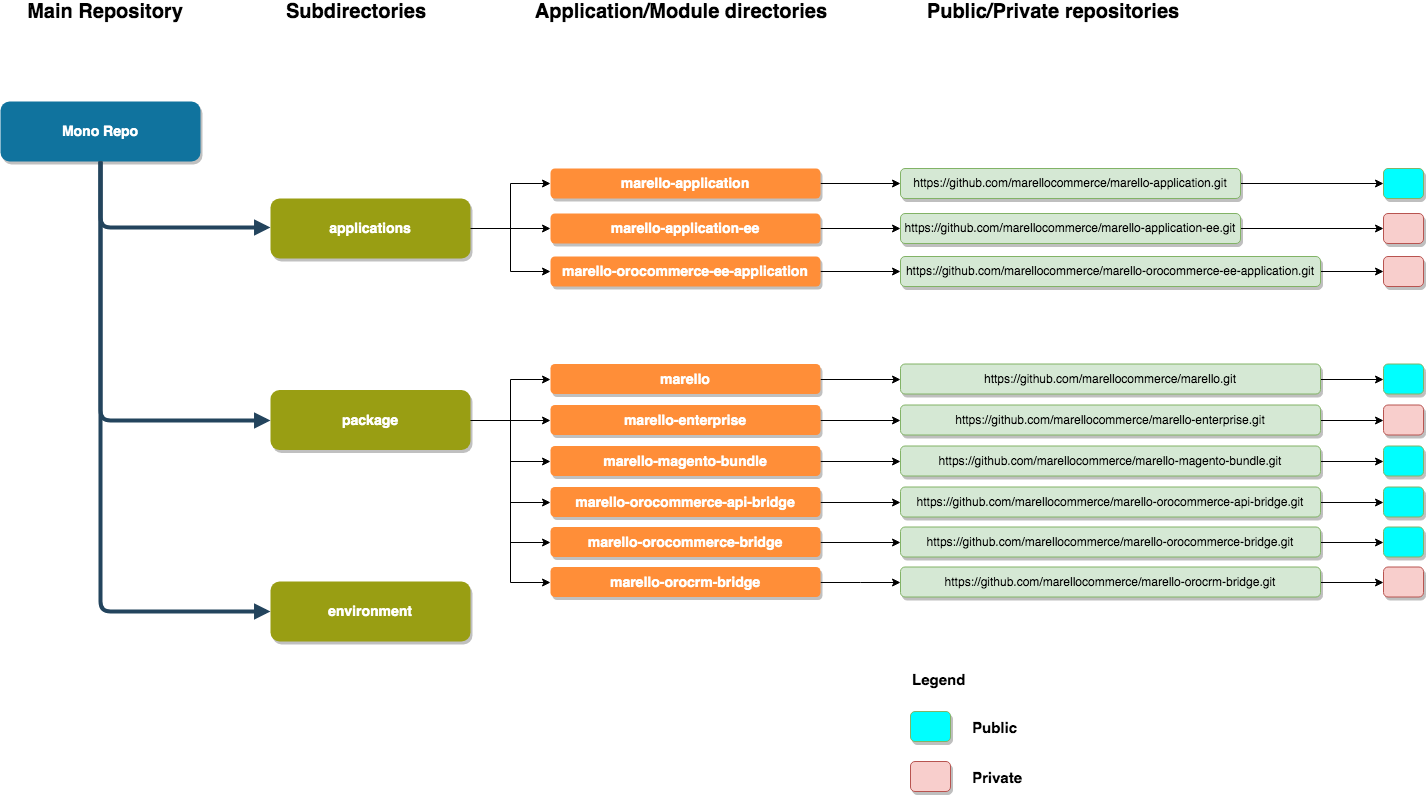 Main Repository
Subdirectories
Application/Module directories
Public/Private repositories
Mono Repo
applications
marello-application
https://github.com/marellocommerce/marello-application.git
marello-application-ee
https://github.com/marellocommerce/marello-application-ee.git
marello-orocommerce-ee-application
https://github.com/marellocommerce/marello-orocommerce-ee-application.git
package
marello
https://github.com/marellocommerce/marello.git
marello-enterprise
https://github.com/marellocommerce/marello-enterprise.git
marello-magento-bundle
https://github.com/marellocommerce/marello-magento-bundle.git
marello-orocommerce-api-bridge
https://github.com/marellocommerce/marello-orocommerce-api-bridge.git
marello-orocommerce-bridge
https://github.com/marellocommerce/marello-orocommerce-bridge.git
marello-orocrm-bridge
https://github.com/marellocommerce/marello-orocrm-bridge.git
environment
Legend
Public
Private